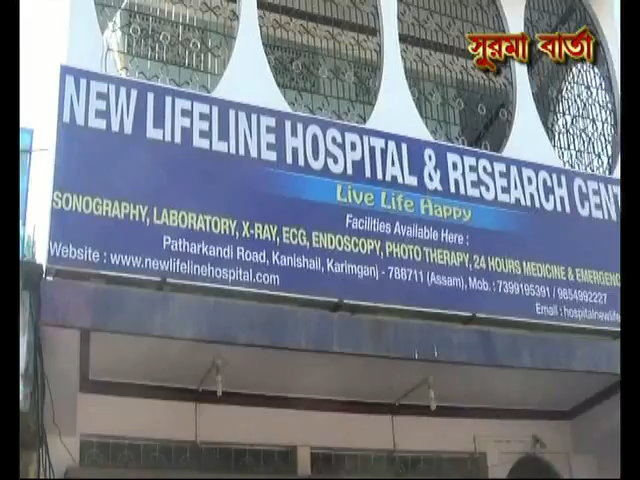 সুরমা বার্তা
NEW LIFELINE HOSPITAL & RESEARCH CENT
Live Life Happy
Facilities Available Here :
SONOGRAPHY, LABORATORY, X-RAY, ECG, ENDOSCOPY, PHOTO THERAPY, 24 HOURS MEDICINE & EMERGENC
Patharkandi Road, Kanishail, Karimganj - 788711 (Assam), Mob. : 7399195391 / 9854992227
Website : www.newlifelinehospital.com
Email : hospitalnewlife